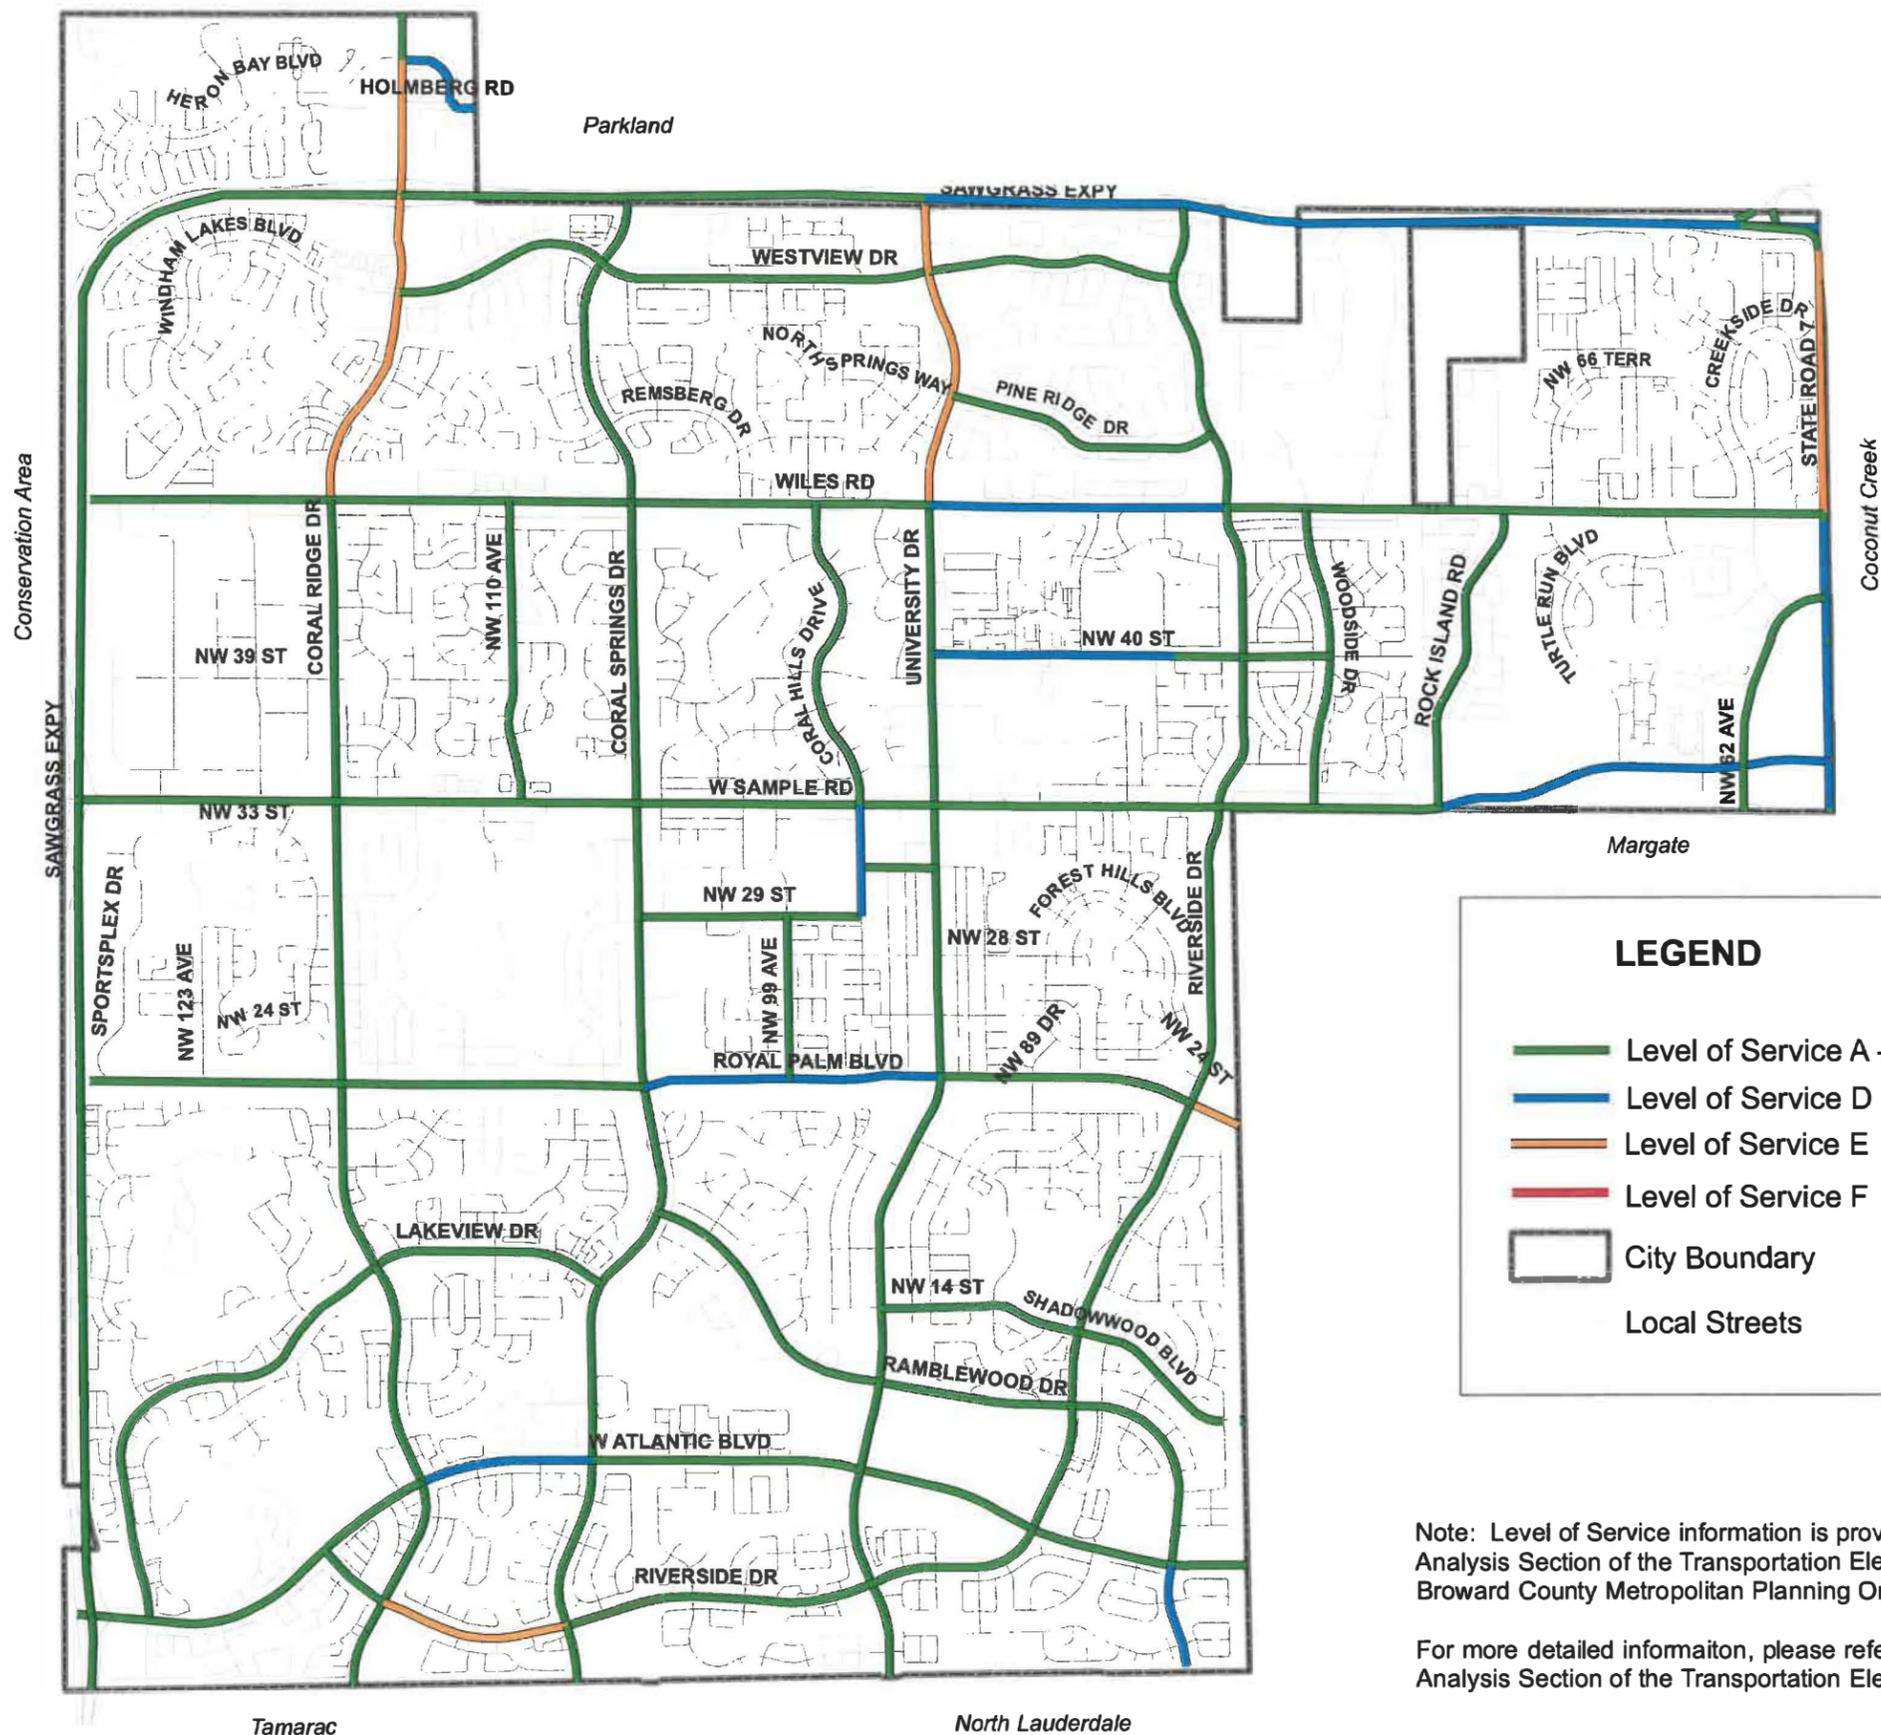 HERON BAY BLVD
HOLMBERG RD
Parkland
SAWGRASS EXPY
WINDHAM LAKES BLVD
WESTVIEW DR
NORTHSPRINGS WAY
CREEKSIDE DR
NW 66 TERR
STATE ROAD 7
REMSBERG DR
PINE RIDGE DR
WILES RD
Conservation Area
Coconut Creek
CORAL RIDGE DR
NW 110 AVE
CORAL SPRINGS DR
CORAL HILLS DRIVE
UNIVERSITY DR
WOODSIDE DR
ROCK ISLAND RD
TURTLE RUN BLVD
NW 39 ST
NW 40 ST
NW 62 AVE
SAWGRASS EXPY
W SAMPLE RD
NW 33 ST
Margate
SPORTSPLEX DR
NW 29 ST
FOREST HILLS BLVD
RIVERSIDE DR
NW 28 ST
NW 123 AVE
NW 99 AVE
NW 24 ST
NW 89 DR
NW 24 ST
ROYAL PALM BLVD
LAKEVIEW DR
NW 14 ST
SHADOWWOOD BLVD
RAMBLEWOOD DR
W ATLANTIC BLVD
RIVERSIDE DR
Tamarac
North Lauderdale
LEGEND
Level of Service A -
Level of Service D
Level of Service E
Level of Service F
City Boundary
Local Streets
Note: Level of Service information is prov
Analysis Section of the Transportation Ele
Broward County Metropolitan Planning Or
For more detailed informaiton, please refe
Analysis Section of the Transportation Ele